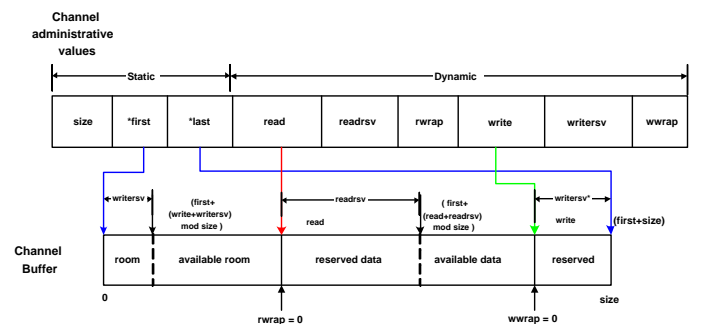 Channel
administrative
values
Static
Dynamic
size *first *last read readrsv rwrap write writersv wwrap
writersv (first+ readrsv ( first+ writersv*
(write+writersv) (read+readrsv)
mod size ) read mod size ) write (first+size)
Channel
Buffer
room available room reserved data available data reserved
0 size
rwrap = 0 wwrap = 0